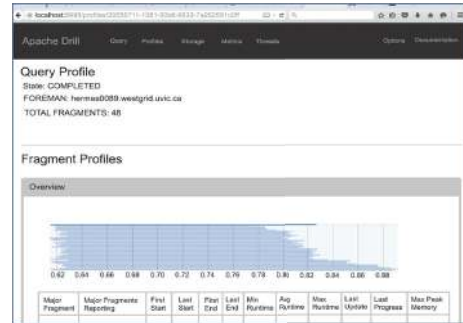 localhost
Apache Drill Query Profiles Storage Metrics Threads Options Documentation
Query Profile
State: COMPLETED
FOREMAN: hermes0089.westgrid.uvic.ca
TOTAL FRAGMENTS: 48
Fragment Profiles
Overview
0.62 0.64 0.66 0.68 0.70 0.72 0.74 0.76 0.78 0.80 0.82 0.84 0.86 0.88
Major Major Fragments First Last First Last Min Avg Max Last Last Max Peak
Fragment Reporting Start Start End End Runtime Runtime Runtime Update Progress Memory